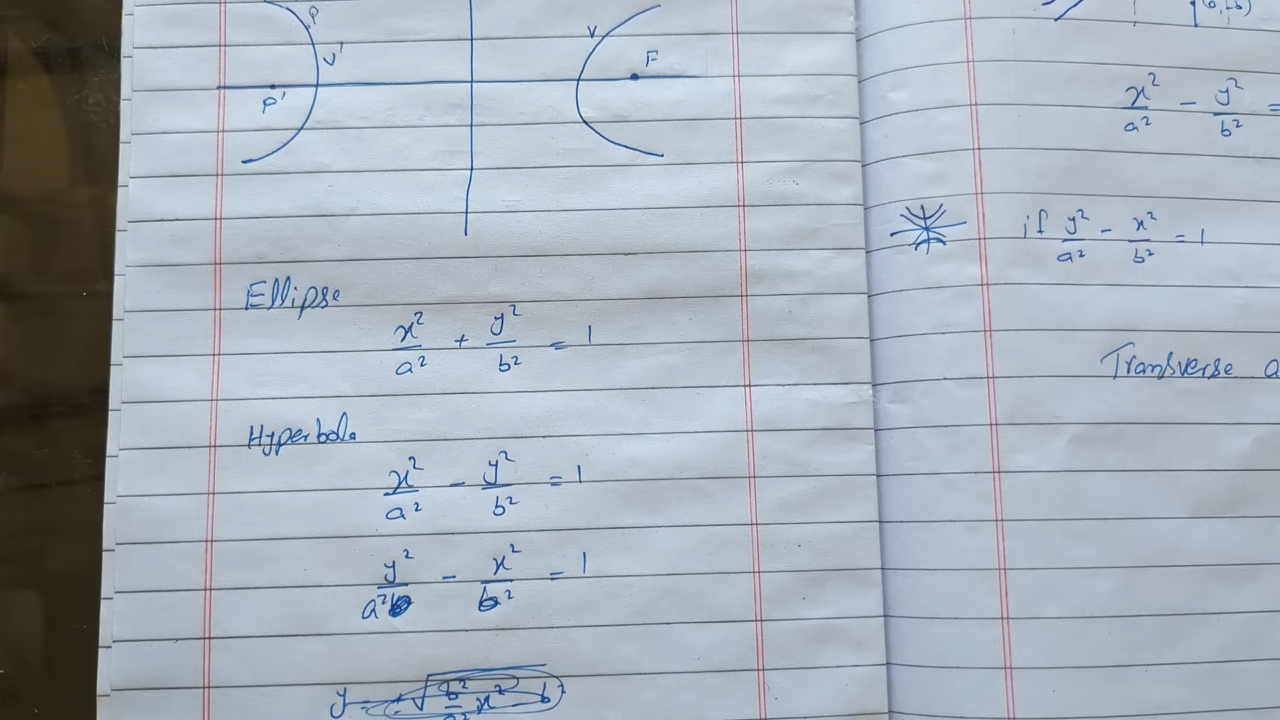 P
V'
V
F
F'
Ellipse
x²/a² + y²/b² = 1
Hyperbola
x²/a² - y²/b² = 1
y²/a² - x²/b² = 1
x²/a² - y²/b² =
if y²/a² - x²/b² = 1
Transverse a